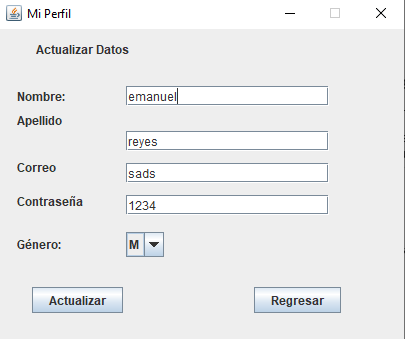 Mi Perfil
Actualizar Datos
Nombre: emanuel
Apellido
reyes
Correo
sads
Contraseña
1234
Género: M
Actualizar Regresar